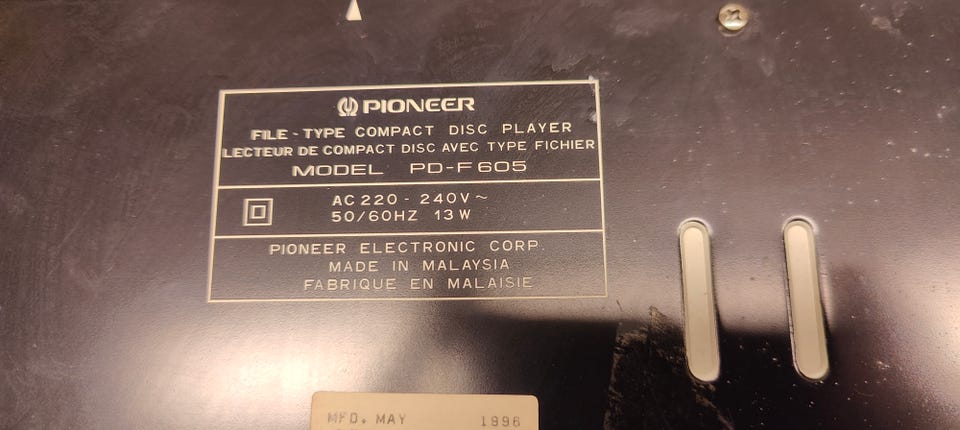 PIONEER
FILE-TYPE COMPACT DISC PLAYER
LECTEUR DE COMPACT DISC AVEC TYPE FICHIER
MODEL PD-F605
AC 220 - 240V ~
50/60HZ 13W
PIONEER ELECTRONIC CORP.
MADE IN MALAYSIA
FABRIQUE EN MALAISIE
MFD. MAY 1996